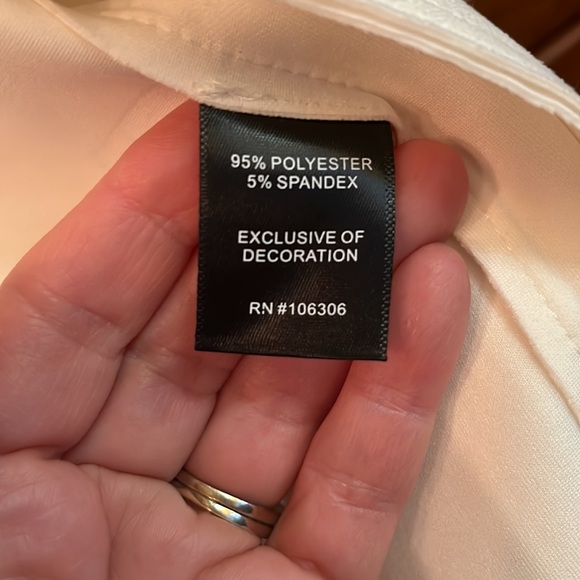 95% POLYESTER
5% SPANDEX
EXCLUSIVE OF
DECORATION
RN #106306